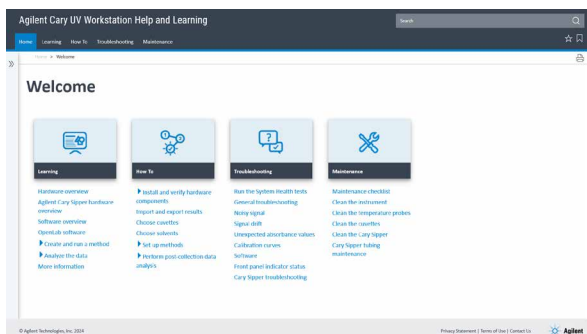 Agilent Cary UV Workstation Help and Learning
Search
Home Learning How To Troubleshooting Maintenance
Home > Welcome
Welcome
Learning
Hardware overview
Agilent Cary Sipper hardware
overview
Software overview
OpenLab software
Create and run a method
Analyze the data
More information
How To
Install and verify hardware
components
Import and export results
Choose cuvettes
Choose solvents
Set up methods
Perform post-collection data
analysis
Troubleshooting
Run the System Health tests
General troubleshooting
Noisy signal
Signal drift
Unexpected absorbance values
Calibration curves
Software
Front panel indicator status
Cary Sipper troubleshooting
Maintenance
Maintenance checklist
Clean the instrument
Clean the temperature probes
Clean the cuvettes
Clean the Cary Sipper
Cary Sipper tubing
maintenance
© Agilent Technologies, Inc. 2024
Privacy Statement | Terms of Use | Contact Us
Agilent